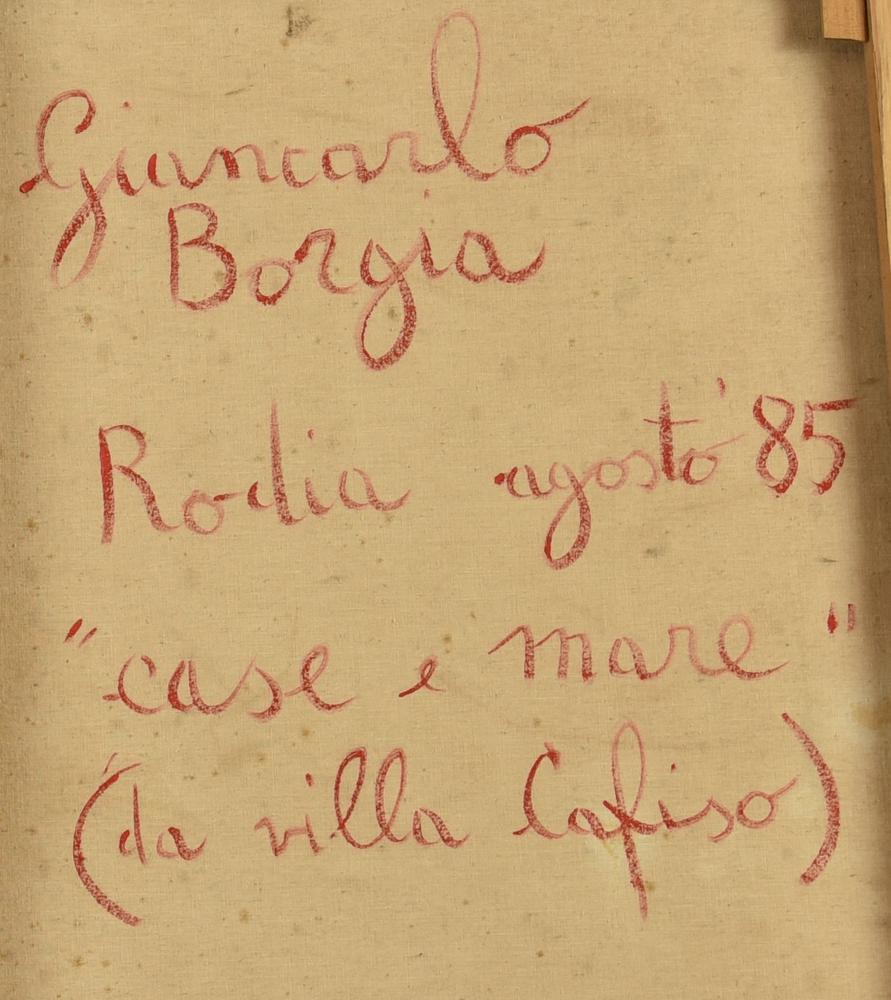 Giancarlo
Borgia
Rodia agosto '85
"case e mare"
(da villa Cafiso)